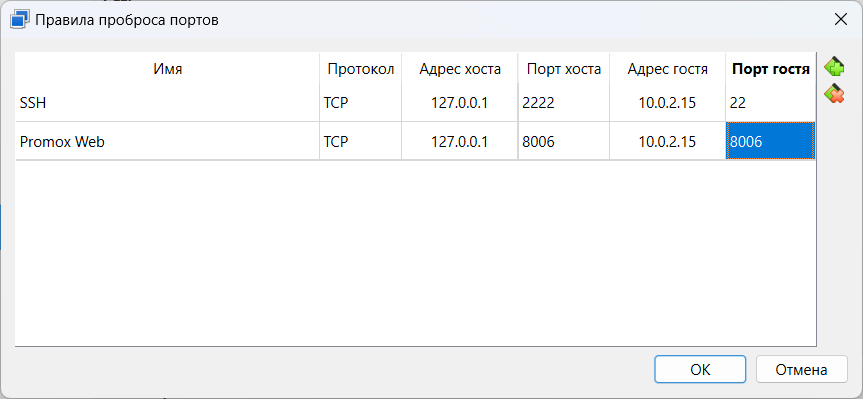 Правила проброса портов
Имя Протокол Адрес хоста Порт хоста Адрес гостя Порт гостя
SSH TCP 127.0.0.1 2222 10.0.2.15 22
Promox Web TCP 127.0.0.1 8006 10.0.2.15 8006
OK Отмена